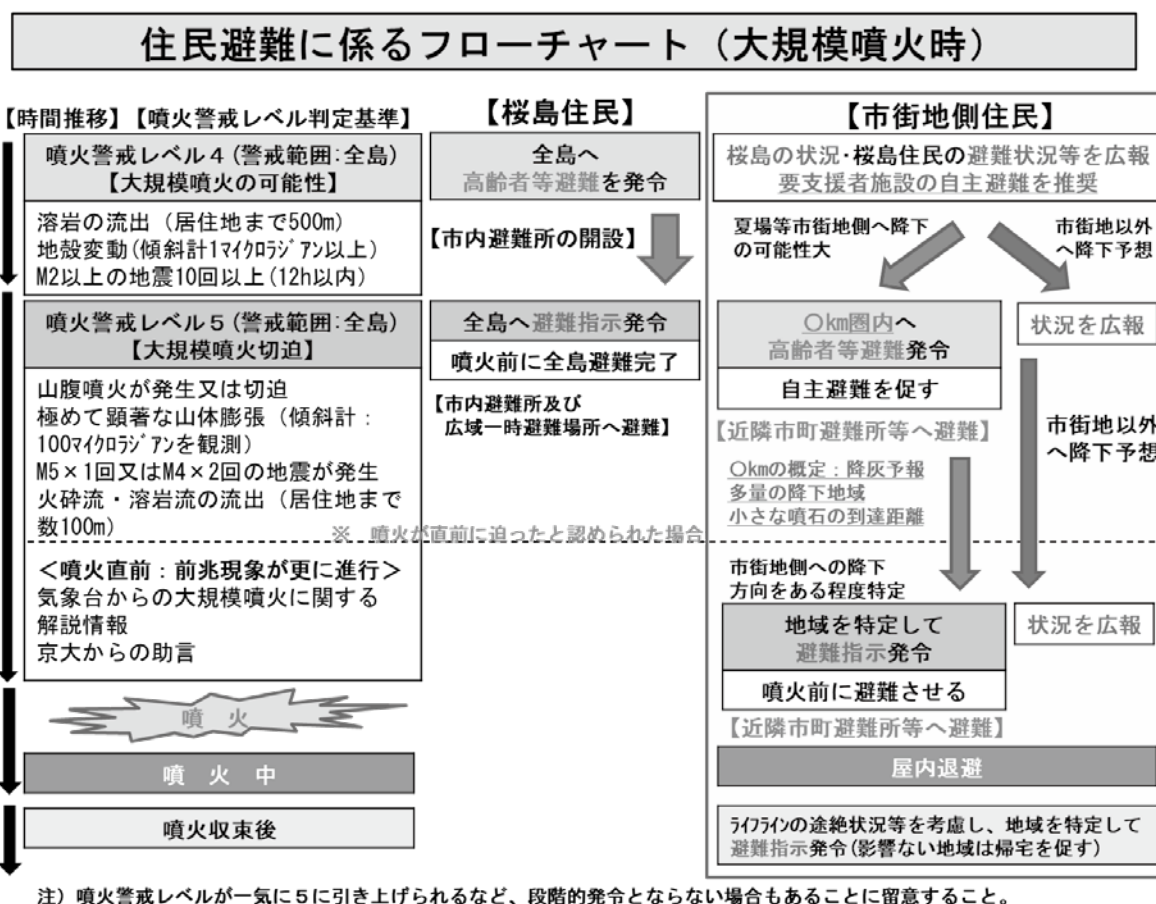 住民避難に係るフローチャート（大規模噴火時）
【時間推移】【噴火警戒レベル判定基準】
噴火警戒レベル４(警戒範囲:全島)
【大規模噴火の可能性】
溶岩の流出（居住地まで500m）
地殻変動(傾斜計1マイクロラジアン以上)
M2以上の地震10回以上(12h以内)
噴火警戒レベル５(警戒範囲:全島)
【大規模噴火切迫】
山腹噴火が発生又は切迫
極めて顕著な山体膨張（傾斜計：
100マイクロラジアンを観測）
M5×1回又はM4×2回の地震が発生
火砕流・溶岩流の流出（居住地まで
数100m）
※　噴火が直前に迫ったと認められた場合
＜噴火直前：前兆現象が更に進行＞
気象台からの大規模噴火に関する
解説情報
京大からの助言
噴　火
噴　火　中
噴火収束後
【桜島住民】
全島へ
高齢者等避難を発令
【市内避難所の開設】
全島へ避難指示発令
噴火前に全島避難完了
【市内避難所及び
広域一時避難場所へ避難】
【市街地側住民】
桜島の状況・桜島住民の避難状況等を広報
要支援者施設の自主避難を推奨
夏場等市街地側へ降下
の可能性大
市街地以外
へ降下予想
〇km圏内へ
高齢者等避難発令
自主避難を促す
【近隣市町避難所等へ避難】
状況を広報
市街地以外
へ降下予想
〇kmの概定：降灰予報
多量の降下地域
小さな噴石の到達距離
市街地側への降下
方向をある程度特定
地域を特定して
避難指示発令
噴火前に避難させる
【近隣市町避難所等へ避難】
状況を広報
屋内退避
ライフラインの途絶状況等を考慮し、地域を特定して
避難指示発令(影響ない地域は帰宅を促す)
注）噴火警戒レベルが一気に５に引き上げられるなど、段階的発令とならない場合もあることに留意すること。